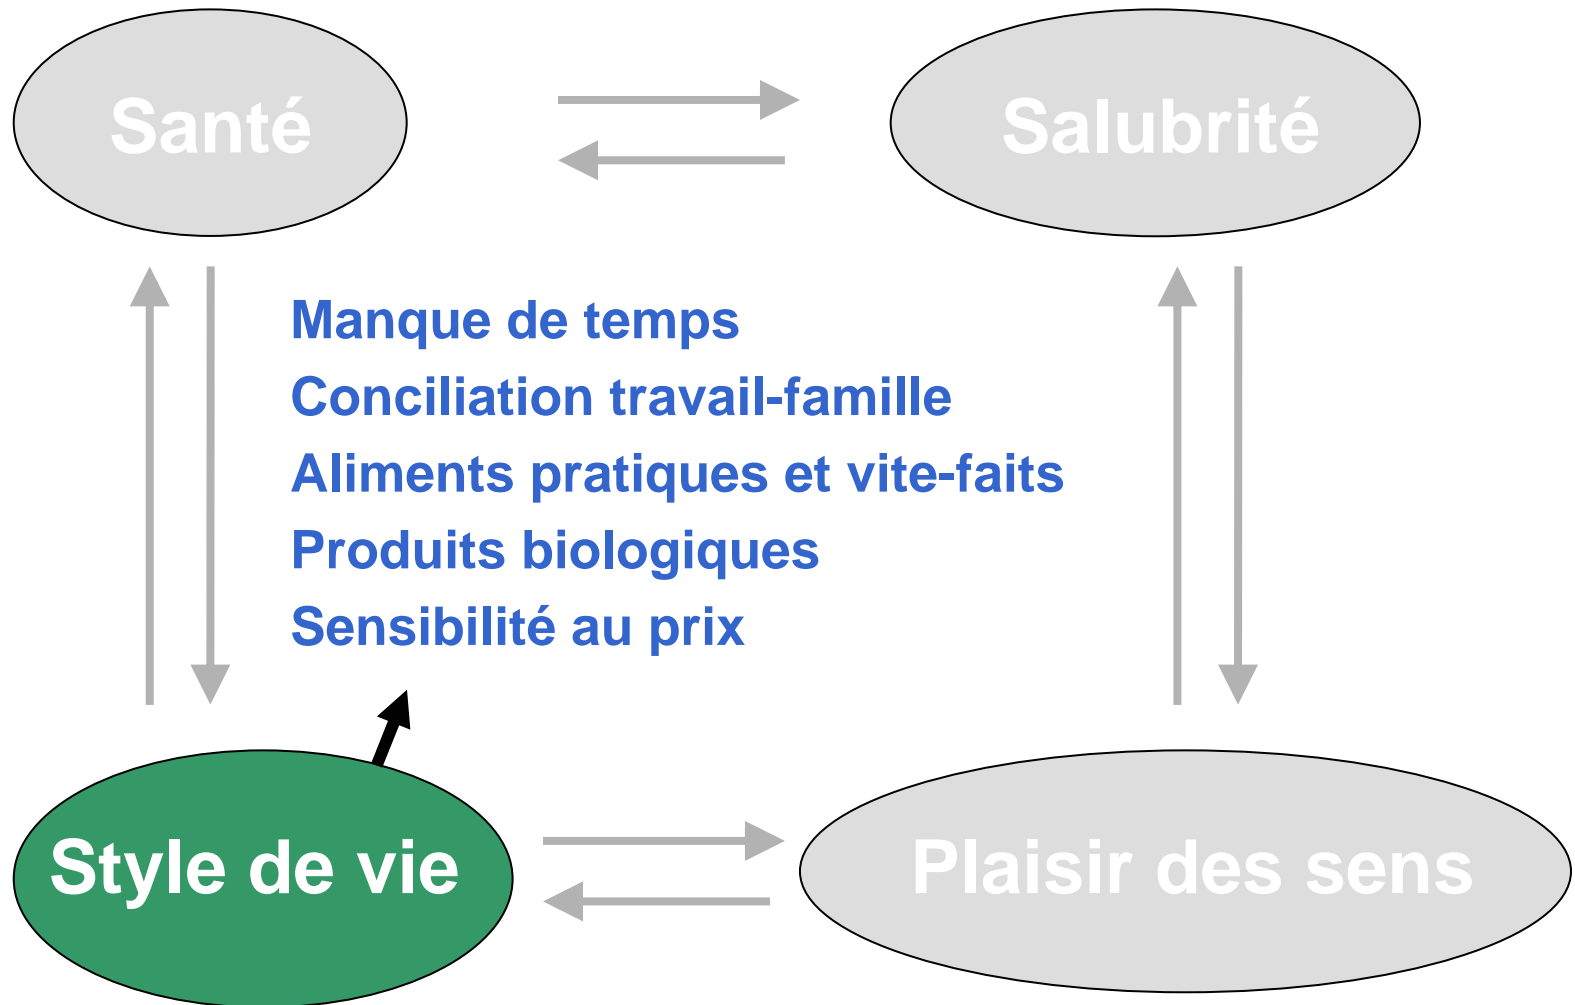 Santé
Salubrité
Manque de temps
Conciliation travail-famille
Aliments pratiques et vite-faits
Produits biologiques
Sensibilité au prix
Style de vie
Plaisir des sens